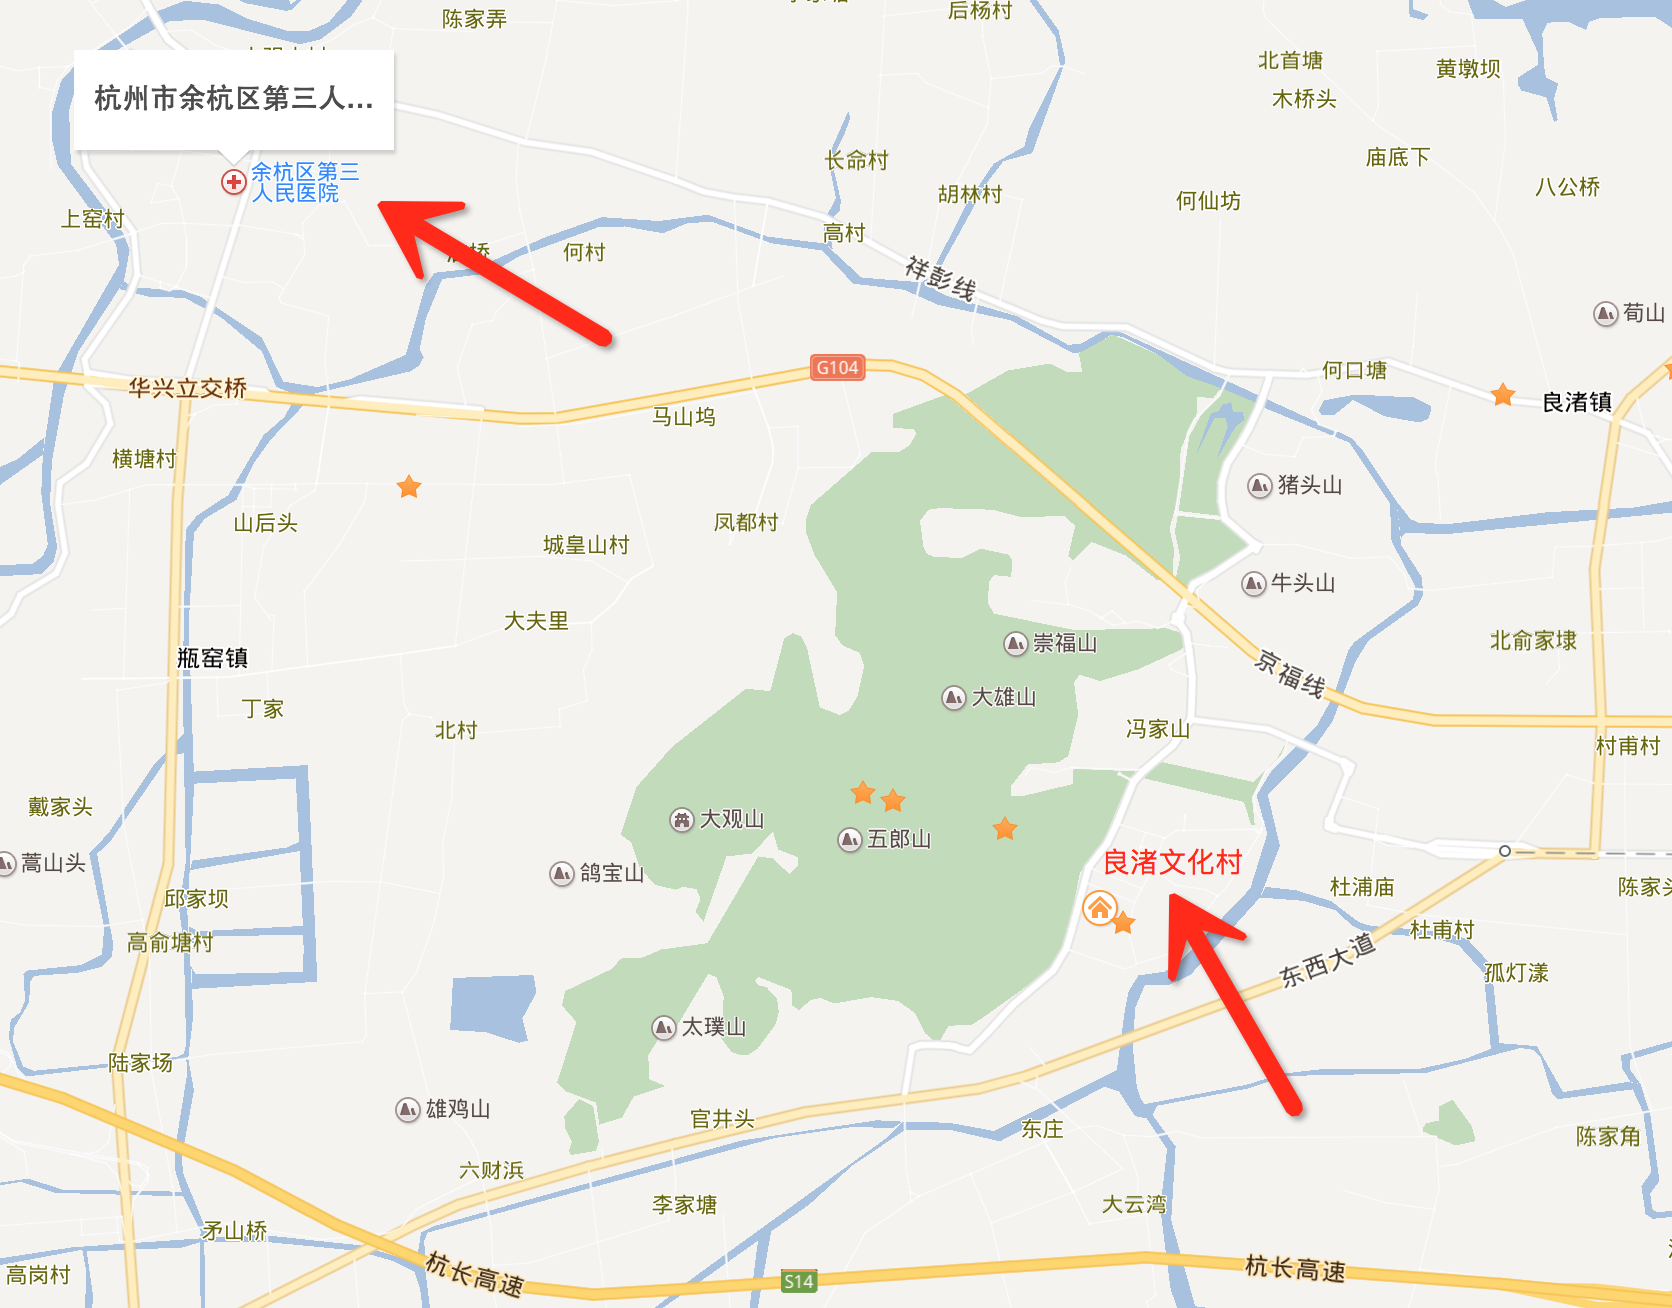 陈家弄
后杨村
北首塘
黄墩坝
杭州市余杭区第三人...
木桥头
长命村
庙底下
余杭区第三
人民医院
胡林村
何仙坊
八公桥
上窑村
高村
何村
桥
祥彭线
荀山
G104
何口塘
华兴立交桥
马山坞
良渚镇
横塘村
猪头山
山后头
凤都村
城皇山村
牛头山
大夫里
崇福山
北俞家埭
瓶窑镇
京福线
大雄山
丁家
北村
冯家山
村甫村
戴家头
大观山
五郎山
蒿山头
鸽宝山
良渚文化村
杜浦庙
陈家头
邱家坝
高俞塘村
杜甫村
东西大道
孤灯漾
太璞山
陆家场
雄鸡山
官井头
东庄
陈家角
六财浜
李家塘
大云湾
矛山桥
高岗村
杭长高速
S14
杭长高速